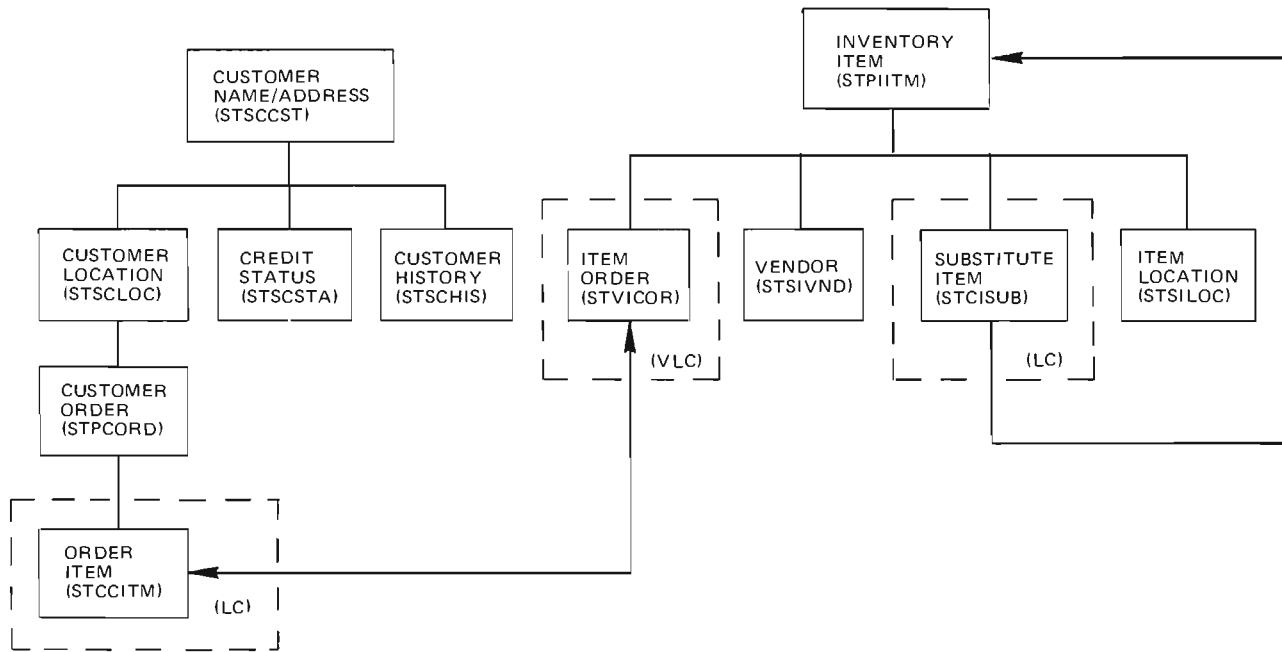 INVENTORY
ITEM
(STPIITM)
CUSTOMER
NAME/ADDRESS
(STSCCST)
CUSTOMER
LOCATION
(STSCLOC)
CREDIT
STATUS
(STSCSTA)
CUSTOMER
HISTORY
(STSCHIS)
ITEM
ORDER
(STVICOR)
(VLC)
VENDOR
(STSIVND)
SUBSTITUTE
ITEM
(STCISUB)
(LC)
ITEM
LOCATION
(STSILOC)
CUSTOMER
ORDER
(STPCORD)
ORDER
ITEM
(STCCITM)
(LC)